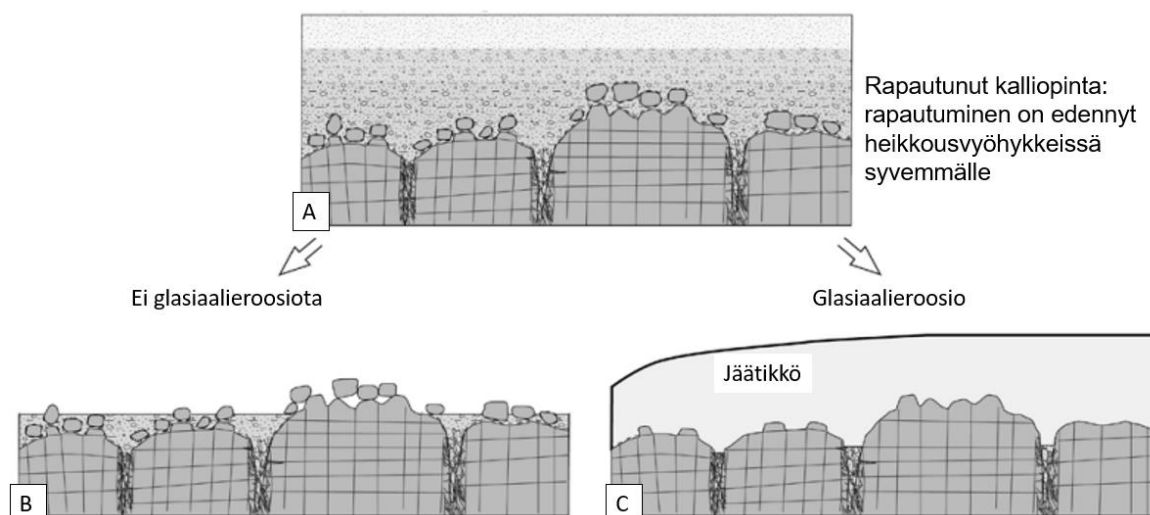 Rapautunut kalliopinta:
rapautuminen on edennyt
heikkousvyöhykkeissä
syvemmälle
A
Ei glasiaalieroosiota
Glasiaalieroosio
Jäätikkö
B
C